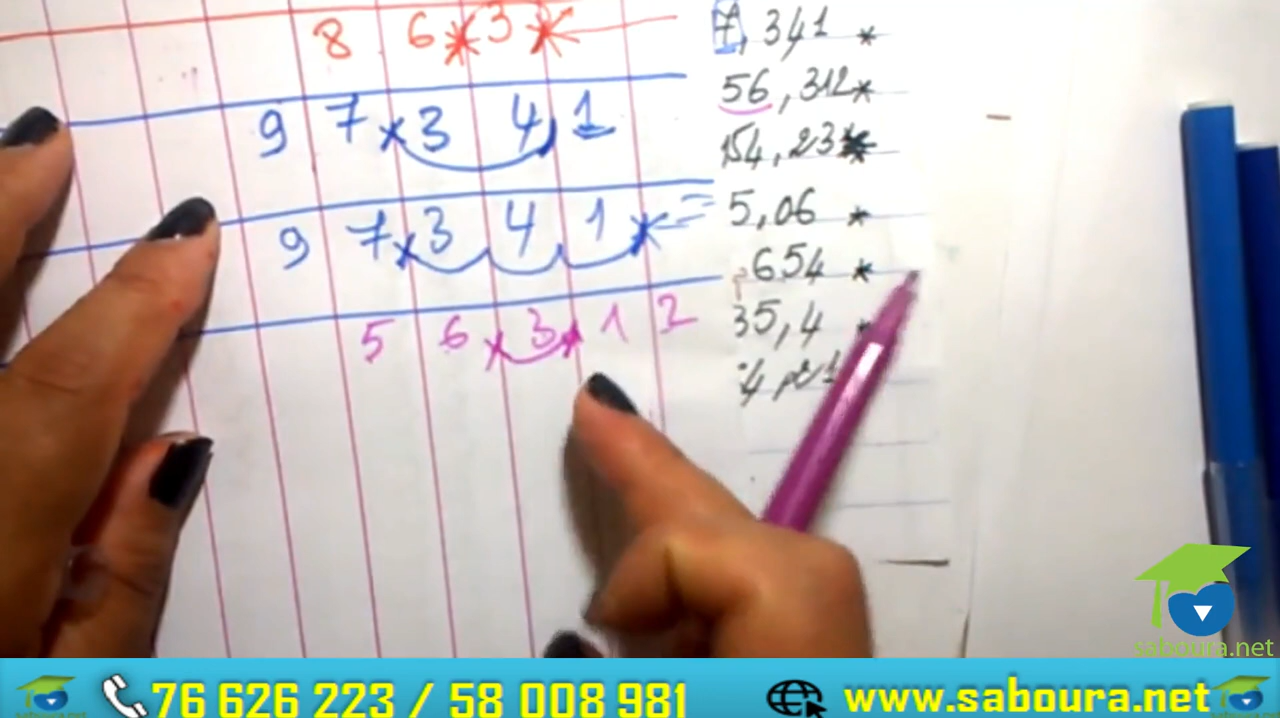 8 6 3
9 7 3 4, 1
9 7 3 4 1 =
5 6 3 1 2
7, 341 *
56, 312 *
154, 23 *
5, 06 *
654 *
35, 4 *
saboura.net
76 626 223 / 58 008 981
www.saboura.net